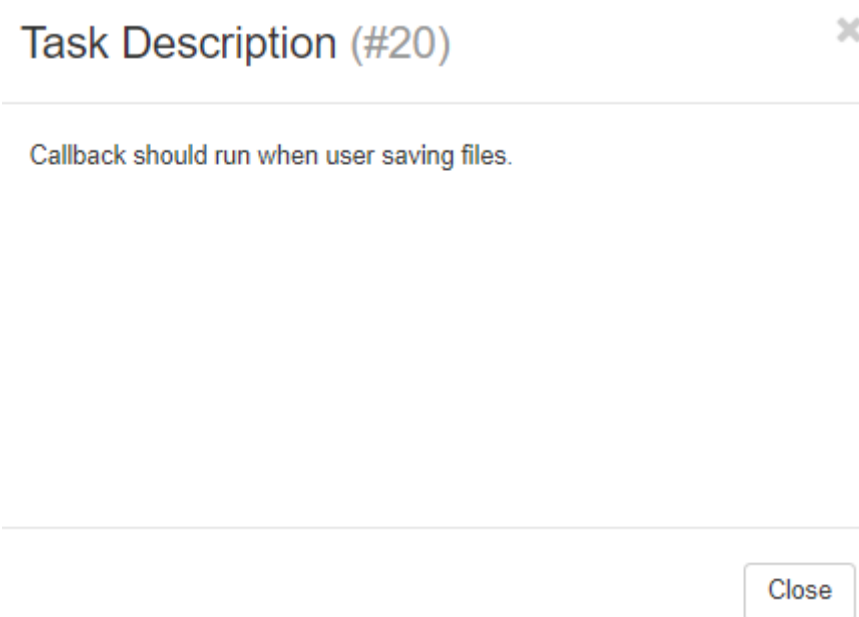 Task Description (#20)
Callback should run when user saving files.
Close